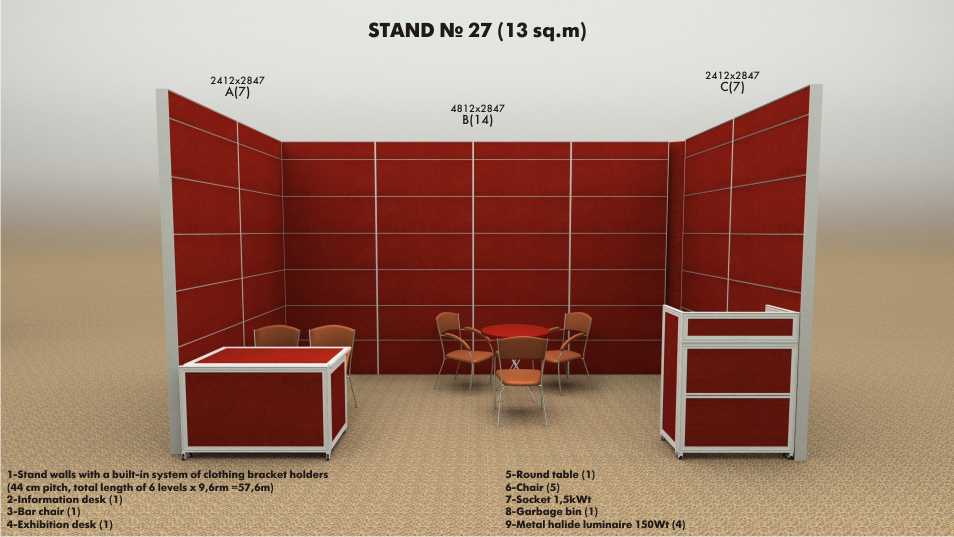 STAND № 27 (13 sq.m)
2412x2847
A(7)
4812x2847
B(14)
2412x2847
C(7)
1-Stand walls with a built-in system of clothing bracket holders
(44 cm pitch, total length of 6 levels x 9,6rm =57,6m)
2-Information desk (1)
3-Bar chair (1)
4-Exhibition desk (1)
5-Round table (1)
6-Chair (5)
7-Socket 1,5kWt
8-Garbage bin (1)
9-Metal halide luminaire 150Wt (4)